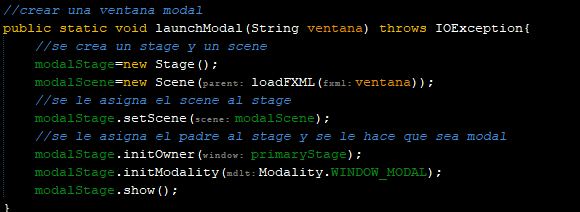 //crear una ventana modal
public static void launchModal(String ventana) throws IOException{
//se crea un stage y un scene
modalStage=new Stage();
modalScene=new Scene(parent: loadFXML(fxml: ventana));
//se le asigna el scene al stage
modalStage.setScene(scene: modalScene);
//se le asigna el padre al stage y se le hace que sea modal
modalStage.initOwner(window: primaryStage);
modalStage.initModality(mdlt: Modality.WINDOW_MODAL);
modalStage.show();
}